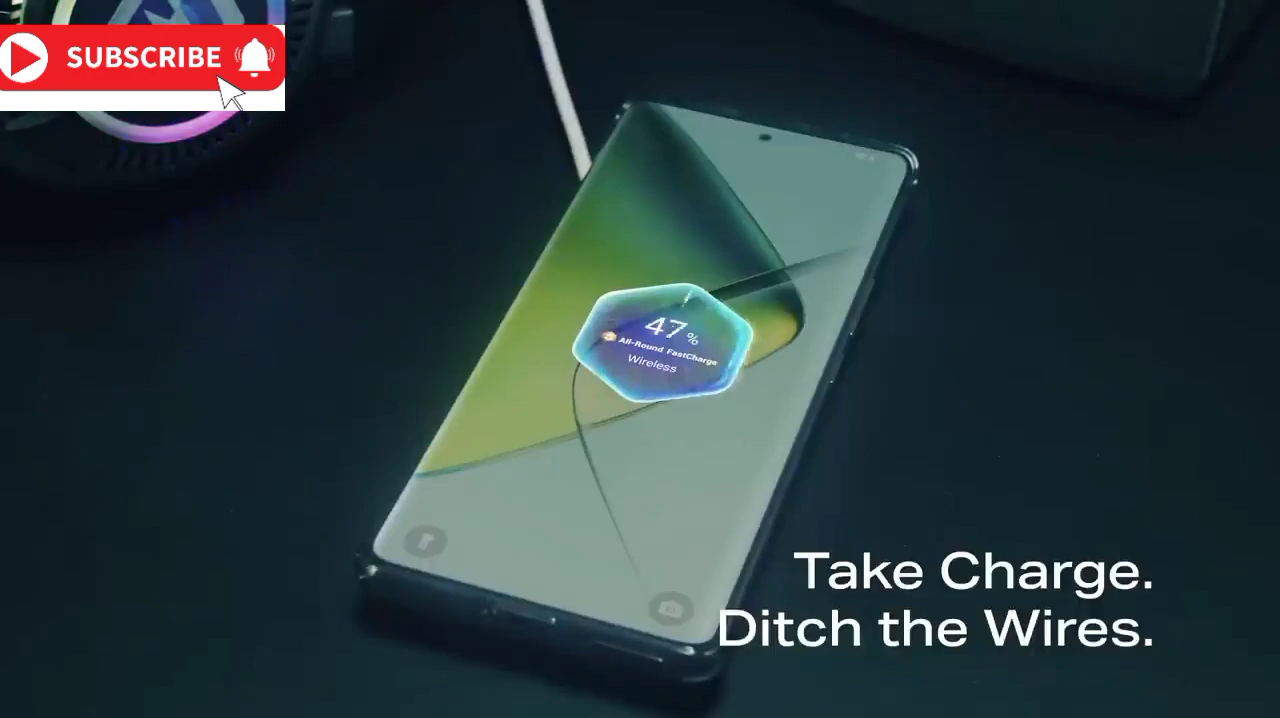 SUBSCRIBE
47%
All-Round FastCharge
Wireless
Take Charge.
Ditch the Wires.